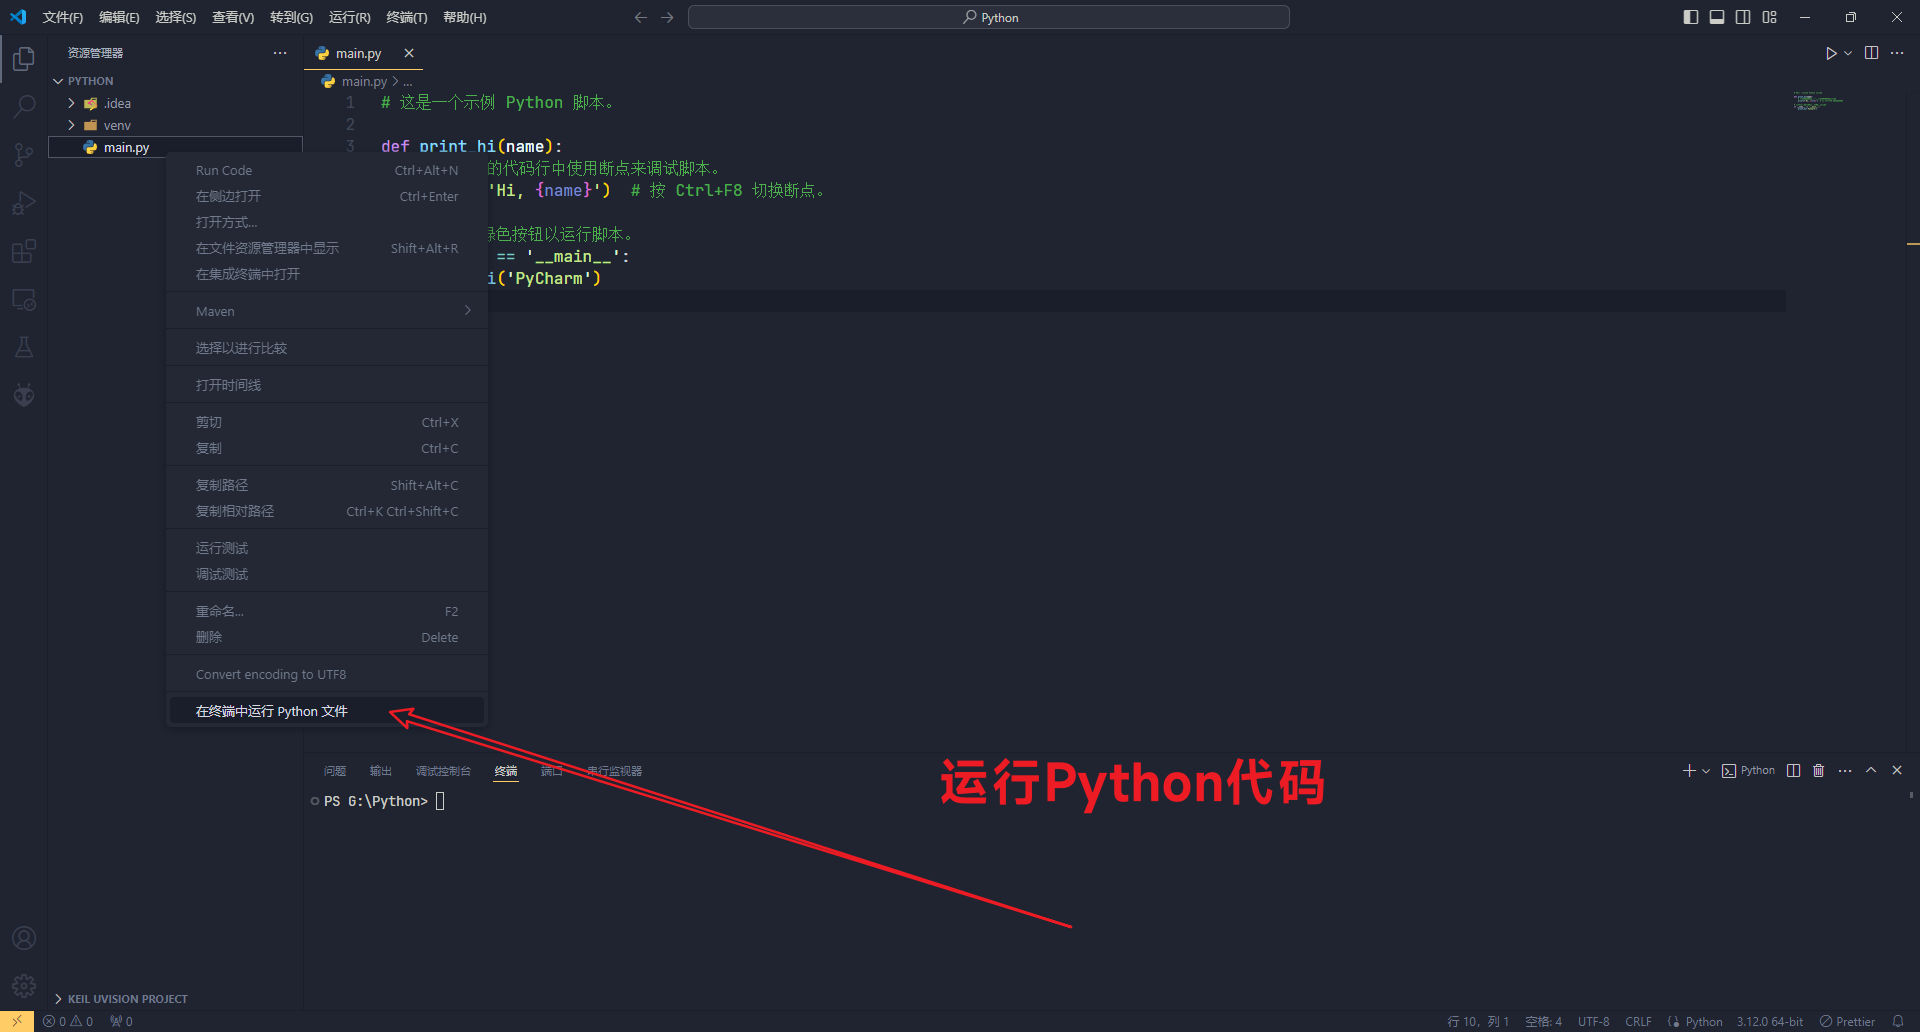 文件(F) 编辑(E) 选择(S) 查看(V) 转到(G) 运行(R) 终端(T) 帮助(H)
Python
资源管理器
main.py
PYTHON
main.py > ...
.idea
venv
main.py
1 # 这是一个示例 Python 脚本。
2
3 def print_hi(name):
的代码行中使用断点来调试脚本。
'Hi, {name}') # 按 Ctrl+F8 切换断点。
绿色按钮以运行脚本。
== '__main__':
i('PyCharm')
Run Code Ctrl+Alt+N
在侧边打开 Ctrl+Enter
打开方式...
在文件资源管理器中显示 Shift+Alt+R
在集成终端中打开
Maven
选择以进行比较
打开时间线
剪切 Ctrl+X
复制 Ctrl+C
复制路径 Shift+Alt+C
复制相对路径 Ctrl+K Ctrl+Shift+C
运行测试
调试测试
重命名... F2
删除 Delete
Convert encoding to UTF8
在终端中运行 Python 文件
问题 输出 调试控制台 终端 端口 串行监视器
Python
PS G:\Python>
运行Python代码
KEIL UVISION PROJECT
0 0 0
行 10，列 1 空格: 4 UTF-8 CRLF Python 3.12.0 64-bit Prettier